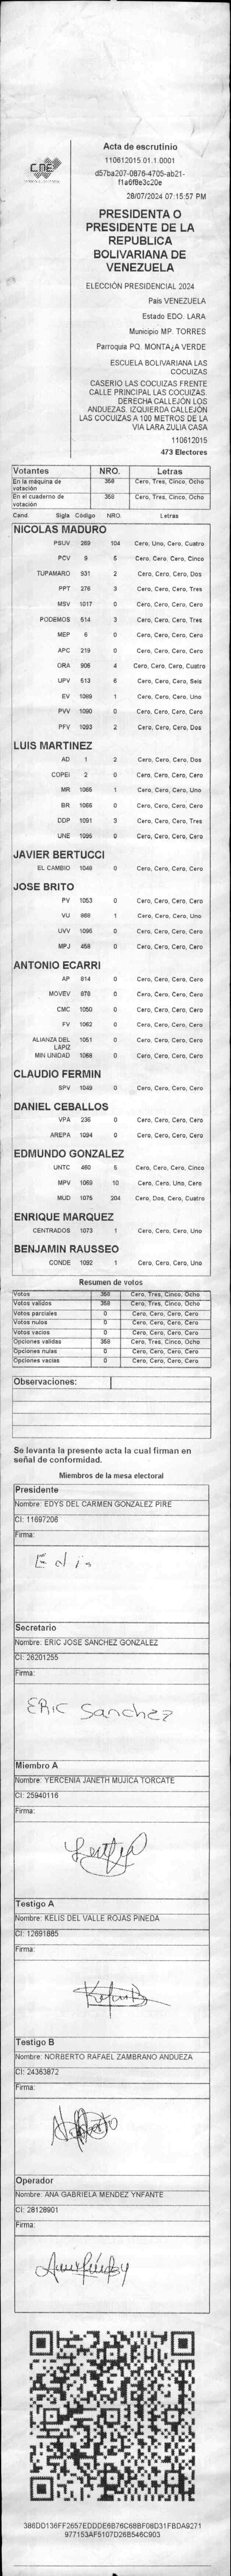 CNE
Acta de escrutinio
110612015.01.1.0001
d57ba207-0876-4705-ab21-
f1a6f8e3c20e
28/07/2024 07:15:57 PM
PRESIDENTA O
PRESIDENTE DE LA
REPUBLICA
BOLIVARIANA DE
VENEZUELA
ELECCIÓN PRESIDENCIAL 2024
Pais VENEZUELA
Estado EDO. LARA
Municipio MP. TORRES
Parroquia PQ. MONTA¿A VERDE
ESCUELA BOLIVARIANA LAS
COCUIZAS
CASERIO LAS COCUIZAS FRENTE
CALLE PRINCIPAL LAS COCUIZAS.
DERECHA CALLEJÓN LOS
ANDUEZAS. IZQUIERDA CALLEJÓN
LAS COCUIZAS A 100 METROS DE LA
VIA LARA ZULIA CASA
110612015
473 Electores
Votantes NRO. Letras
En la máquina de votación 358 Cero, Tres, Cinco, Ocho
En el cuaderno de votación 358 Cero, Tres, Cinco, Ocho
Cand. Sigla Código NRO. Letras
NICOLAS MADURO
PSUV 269 104 Cero, Uno, Cero, Cuatro
PCV 9 5 Cero, Cero, Cero, Cinco
TUPAMARO 931 2 Cero, Cero, Cero, Dos
PPT 276 3 Cero, Cero, Cero, Tres
MSV 1017 0 Cero, Cero, Cero, Cero
PODEMOS 514 3 Cero, Cero, Cero, Tres
MEP 6 0 Cero, Cero, Cero, Cero
APC 219 0 Cero, Cero, Cero, Cero
ORA 906 4 Cero, Cero, Cero, Cuatro
UPV 513 6 Cero, Cero, Cero, Seis
EV 1089 1 Cero, Cero, Cero, Uno
PVV 1090 0 Cero, Cero, Cero, Cero
PFV 1093 2 Cero, Cero, Cero, Dos
LUIS MARTINEZ
AD 1 2 Cero, Cero, Cero, Dos
COPEI 2 0 Cero, Cero, Cero, Cero
MR 1066 1 Cero, Cero, Cero, Uno
BR 0 Cero, Cero, Cero, Cero
DDP 1091 3 Cero, Cero, Cero, Tres
UNE 0 Cero, Cero, Cero, Cero
JAVIER BERTUCCI
EL CAMBIO 1048 0 Cero, Cero, Cero, Cero
JOSE BRITO
PV 1053 0 Cero, Cero, Cero, Cero
VU 868 1 Cero, Cero, Cero, Uno
UVV 1096 0 Cero, Cero, Cero, Cero
MPJ 458 0 Cero, Cero, Cero, Cero
ANTONIO ECARRI
AP 814 0 Cero, Cero, Cero, Cero
MOVEV 878 0 Cero, Cero, Cero, Cero
CMC 1050 0 Cero, Cero, Cero, Cero
FV 1062 0 Cero, Cero, Cero, Cero
ALIANZA DEL LAPIZ 1051 0 Cero, Cero, Cero, Cero
MIN UNIDAD 1068 0 Cero, Cero, Cero, Cero
CLAUDIO FERMIN
SPV 1049 0 Cero, Cero, Cero, Cero
DANIEL CEBALLOS
VPA 236 0 Cero, Cero, Cero, Cero
AREPA 1094 0 Cero, Cero, Cero, Cero
EDMUNDO GONZALEZ
UNTC 460 5 Cero, Cero, Cero, Cinco
MPV 1069 10 Cero, Cero, Uno, Cero
MUD 1075 204 Cero, Dos, Cero, Cuatro
ENRIQUE MARQUEZ
CENTRADOS 1073 1 Cero, Cero, Cero, Uno
BENJAMIN RAUSSEO
CONDE 1092 1 Cero, Cero, Cero, Uno
Resumen de votos
Votos 358 Cero, Tres, Cinco, Ocho
Votos validos 358 Cero, Tres, Cinco, Ocho
Votos parciales 0 Cero, Cero, Cero, Cero
Votos nulos 0 Cero, Cero, Cero, Cero
Votos vacios 0 Cero, Cero, Cero, Cero
Opciones validas 358 Cero, Tres, Cinco, Ocho
Opciones nulas 0 Cero, Cero, Cero, Cero
Opciones vacias 0 Cero, Cero, Cero, Cero
Observaciones:
Se levanta la presente acta la cual firman en
señal de conformidad.
Miembros de la mesa electoral
Presidente
Nombre: EDYS DEL CARMEN GONZALEZ PIRE
CI: 11697206
Firma:
Edis
Secretario
Nombre: ERIC JOSE SANCHEZ GONZALEZ
CI: 26201255
Firma:
ERIC Sanchez
Miembro A
Nombre: YERCENIA JANETH MUJICA TORCATE
CI: 25940116
Firma:
Testigo A
Nombre: KELIS DEL VALLE ROJAS PINEDA
CI: 12691885
Firma:
Testigo B
Nombre: NORBERTO RAFAEL ZAMBRANO ANDUEZA
CI: 24363872
Firma:
Operador
Nombre: ANA GABRIELA MENDEZ YNFANTE
CI: 28128901
Firma:
386DD136FF2657EDDDE6B76C68BF08D31FBDA9271
977153AF5107D26B546C903